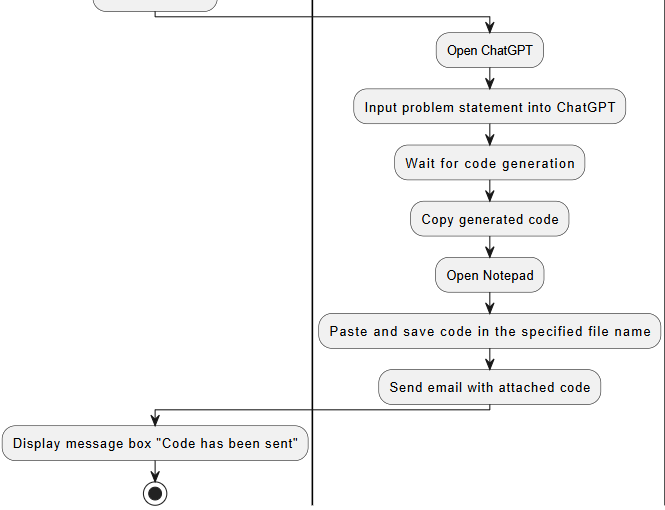 Open ChatGPT
Input problem statement into ChatGPT
Wait for code generation
Copy generated code
Open Notepad
Paste and save code in the specified file name
Send email with attached code
Display message box "Code has been sent"